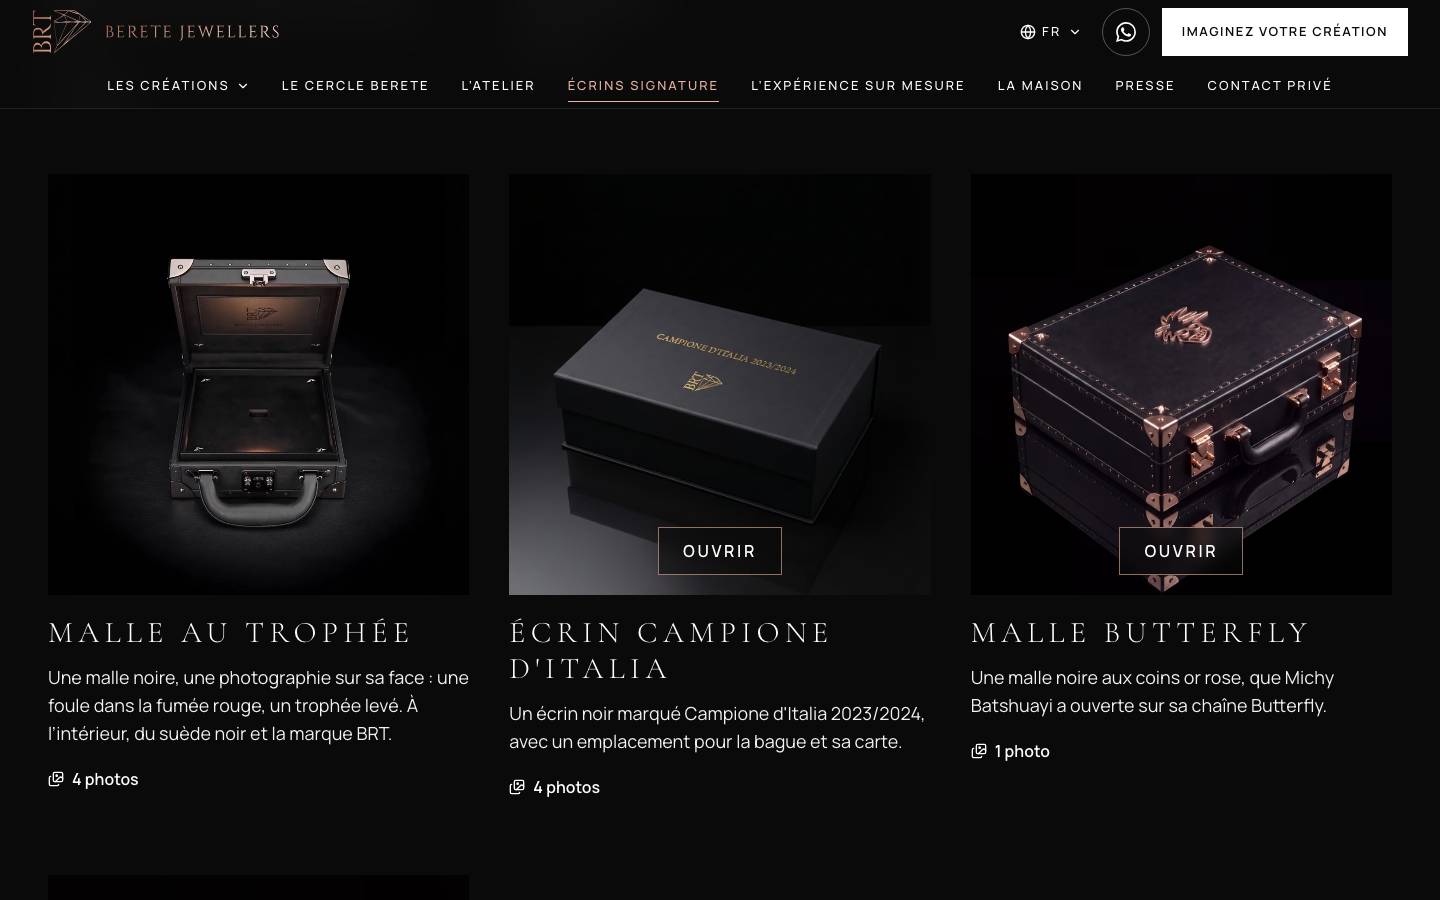 BRT
BERETE JEWELLERS
FR
IMAGINEZ VOTRE CRÉATION
LES CRÉATIONS
LE CERCLE BERETE
L'ATELIER
ÉCRINS SIGNATURE
L'EXPÉRIENCE SUR MESURE
LA MAISON
PRESSE
CONTACT PRIVÉ
BRT
CAMPIONE D'ITALIA 2023/2024
BRT
OUVRIR
OUVRIR
MALLE AU TROPHÉE
Une malle noire, une photographie sur sa face : une
foule dans la fumée rouge, un trophée levé. À
l'intérieur, du suède noir et la marque BRT.
4 photos
ÉCRIN CAMPIONE
D'ITALIA
Un écrin noir marqué Campione d'Italia 2023/2024,
avec un emplacement pour la bague et sa carte.
4 photos
MALLE BUTTERFLY
Une malle noire aux coins or rose, que Michy
Batshuayi a ouverte sur sa chaîne Butterfly.
1 photo